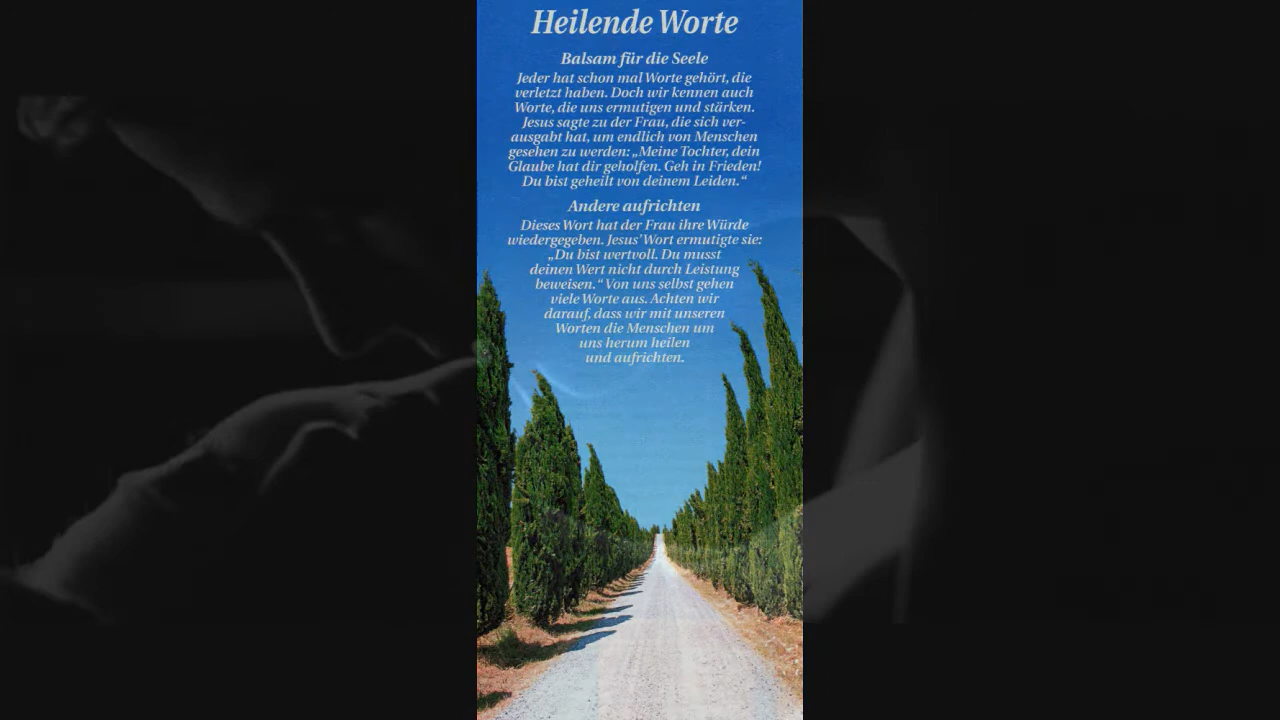 Heilende Worte
Balsam für die Seele
Jeder hat schon mal Worte gehört, die
verletzt haben. Doch wir kennen auch
Worte, die uns ermutigen und stärken.
Jesus sagte zu der Frau, die sich ver-
ausgabt hat, um endlich von Menschen
gesehen zu werden: „Meine Tochter, dein
Glaube hat dir geholfen. Geh in Frieden!
Du bist geheilt von deinem Leiden.“
Andere aufrichten
Dieses Wort hat der Frau ihre Würde
wiedergegeben. Jesus’ Wort ermutigte sie:
„Du bist wertvoll. Du musst
deinen Wert nicht durch Leistung
beweisen.“ Von uns selbst gehen
viele Worte aus. Achten wir
darauf, dass wir mit unseren
Worten die Menschen um
uns herum heilen
und aufrichten.